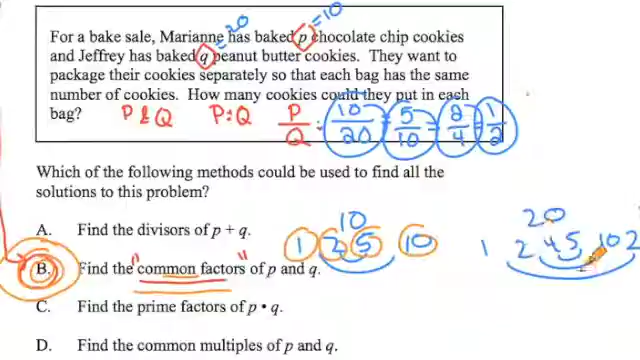 =20
=10
For a bake sale, Marianne has baked p chocolate chip cookies
and Jeffrey has baked q peanut butter cookies. They want to
package their cookies separately so that each bag has the same
number of cookies. How many cookies could they put in each
bag?
P & Q P:Q P/Q = 10/20 = 5/10 = 2/4 = 1/2
Which of the following methods could be used to find all the
solutions to this problem?
A. Find the divisors of p + q.
10
20
1 2 5 10
1 2 4 5 10 2
B. Find the "common factors" of p and q.
C. Find the prime factors of p • q.
D. Find the common multiples of p and q.